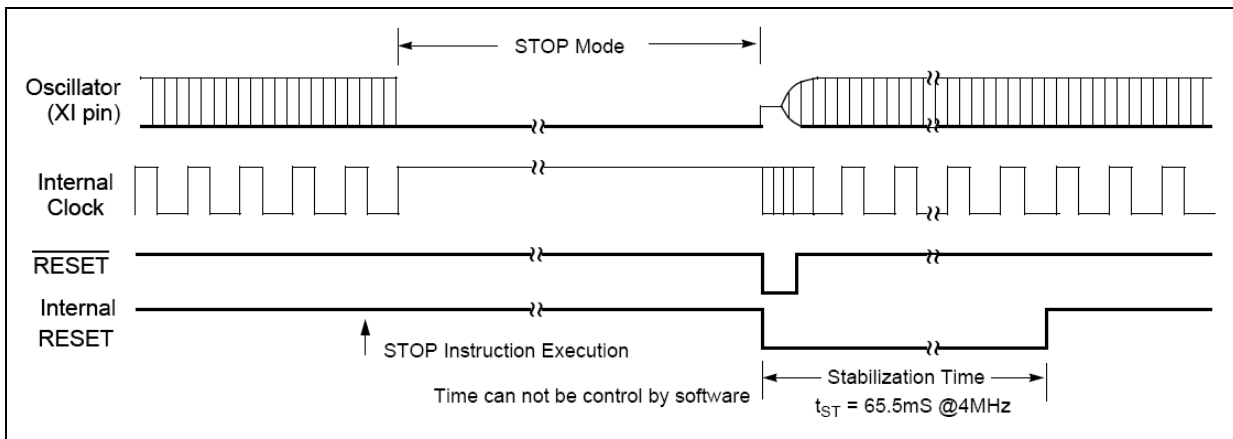 STOP Mode
Oscillator
(XI pin)
Internal
Clock
RESET
Internal
RESET
STOP Instruction Execution
Time can not be control by software
Stabilization Time
tST = 65.5mS @4MHz